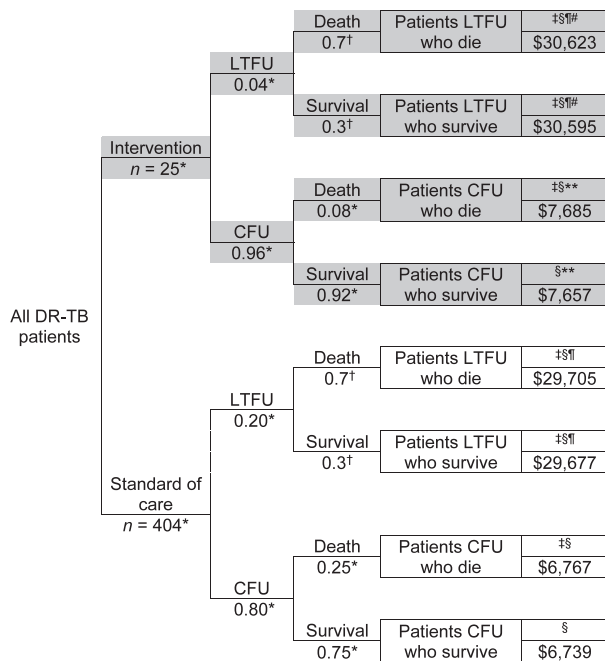 Death
0.7†
Patients LTFU
who die
‡§¶#
$30,623
LTFU
0.04*
Survival
0.3†
Patients LTFU
who survive
‡§¶#
$30,595
Intervention
n = 25*
Death
0.08*
Patients CFU
who die
‡§**
$7,685
CFU
0.96*
Survival
0.92*
Patients CFU
who survive
§**
$7,657
All DR-TB
patients
Death
0.7†
Patients LTFU
who die
‡§¶
$29,705
LTFU
0.20*
Survival
0.3†
Patients LTFU
who survive
‡§¶
$29,677
Standard of
care
n = 404*
Death
0.25*
Patients CFU
who die
‡§
$6,767
CFU
0.80*
Survival
0.75*
Patients CFU
who survive
§
$6,739